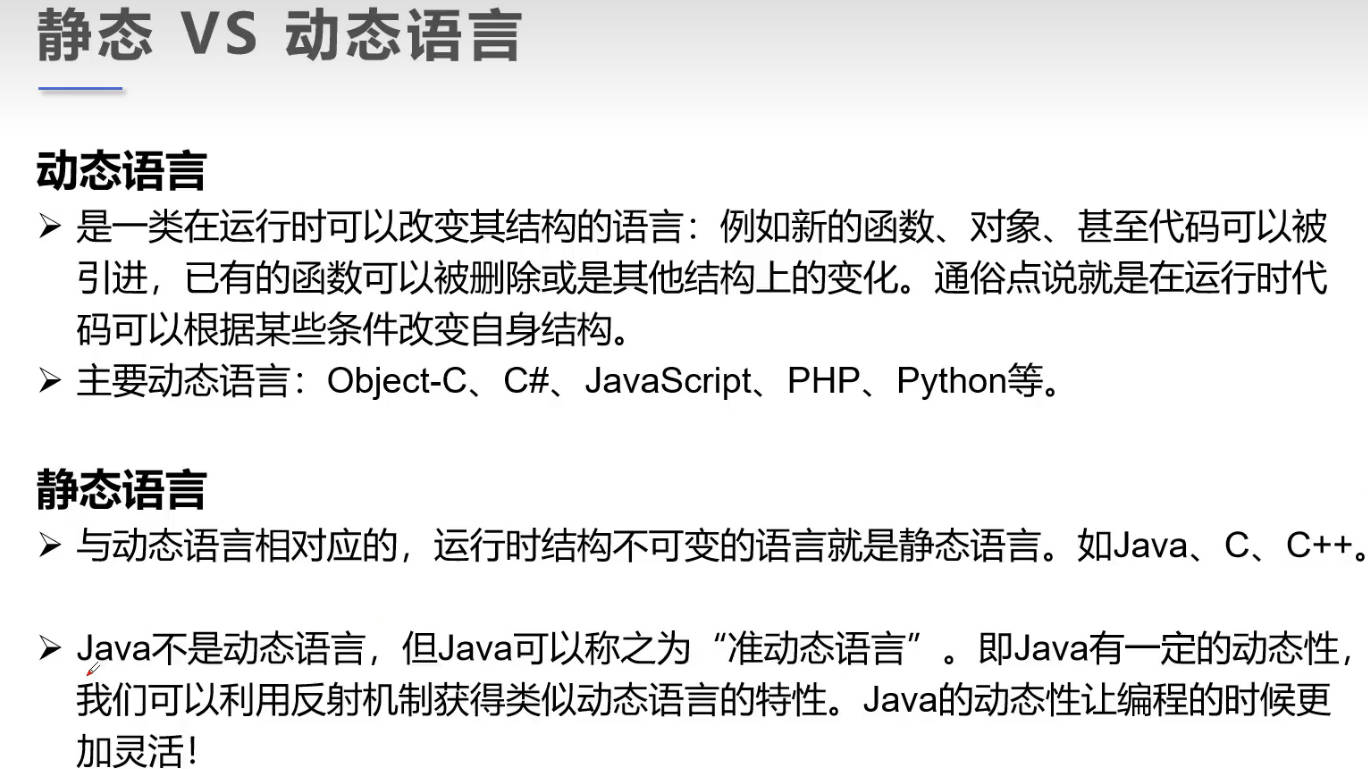 静态 VS 动态语言
动态语言
➢ 是一类在运行时可以改变其结构的语言：例如新的函数、对象、甚至代码可以被
引进，已有的函数可以被删除或是其他结构上的变化。通俗点说就是在运行时代
码可以根据某些条件改变自身结构。
➢ 主要动态语言：Object-C、C#、JavaScript、PHP、Python等。
静态语言
➢ 与动态语言相对应的，运行时结构不可变的语言就是静态语言。如Java、C、C++。
➢ Java不是动态语言，但Java可以称之为“准动态语言”。即Java有一定的动态性，
我们可以利用反射机制获得类似动态语言的特性。Java的动态性让编程的时候更
加灵活！